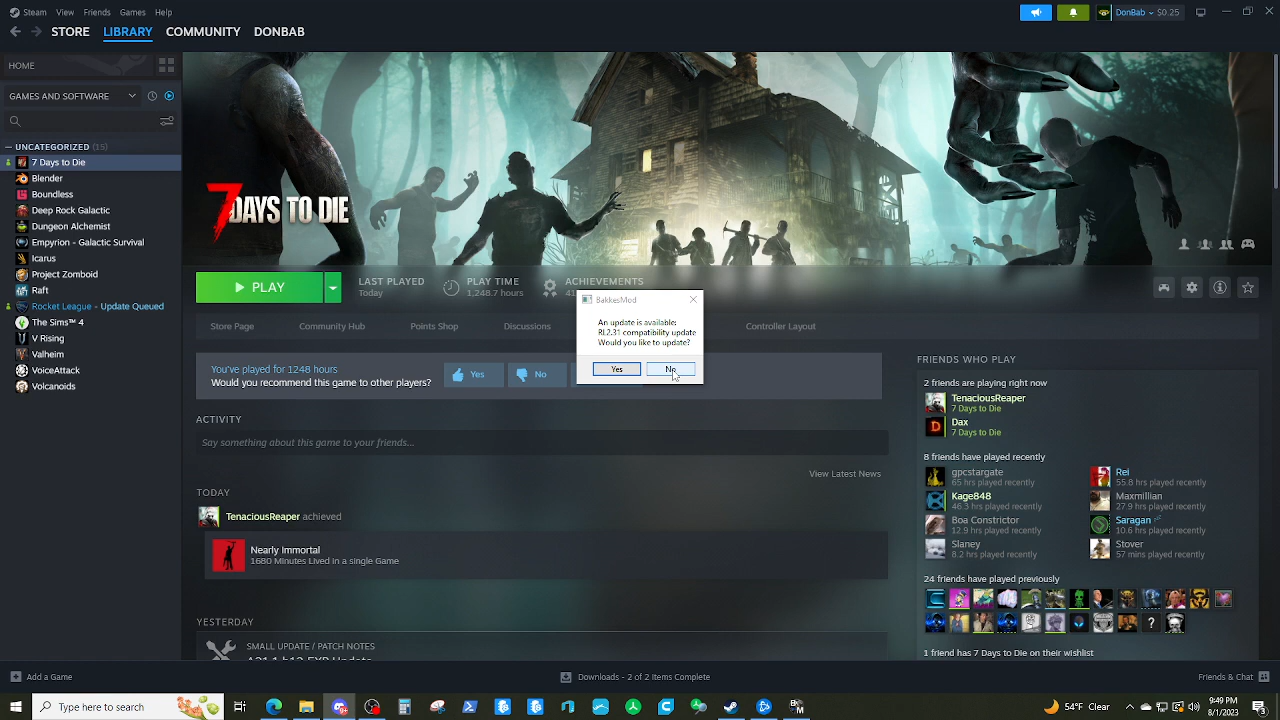 Steam View Friends Games Help
DonBab $0.25
STORE LIBRARY COMMUNITY DONBAB
HOME
GAMES AND SOFTWARE
UNCATEGORIZED (15)
7 Days to Die
Blender
Boundless
Deep Rock Galactic
Dungeon Alchemist
Empyrion - Galactic Survival
Icarus
Project Zomboid
Raft
Rocket League - Update Queued
The Sims™ 4
V Rising
Valheim
VoiceAttack
Volcanoids
7 DAYS TO DIE
PLAY
LAST PLAYED
Today
PLAY TIME
1,248.7 hours
ACHIEVEMENTS
Store Page Community Hub Points Shop Discussions Controller Layout
BakkesMod
An update is available:
RL2.31 compatibility update
Would you like to update?
Yes No
You've played for 1248 hours
Would you recommend this game to other players?
Yes No
ACTIVITY
Say something about this game to your friends...
View Latest News
TODAY
TenaciousReaper achieved
Nearly Immortal
1680 Minutes Lived in a single Game
YESTERDAY
SMALL UPDATE / PATCH NOTES
FRIENDS WHO PLAY
2 friends are playing right now
TenaciousReaper
7 Days to Die
Dax
7 Days to Die
8 friends have played recently
gpcstargate
65 hrs played recently
Rei
55.8 hrs played recently
Kage848
46.3 hrs played recently
Maxmillian
27.9 hrs played recently
Boa Constrictor
12.9 hrs played recently
Saragan
10.6 hrs played recently
Slaney
8.2 hrs played recently
Stover
57 mins played recently
24 friends have played previously
1 friend has 7 Days to Die on their wishlist
Add a Game
Downloads - 2 of 2 Items Complete
Friends & Chat
Type here to search
54°F Clear
9:49 PM
8/1/2023